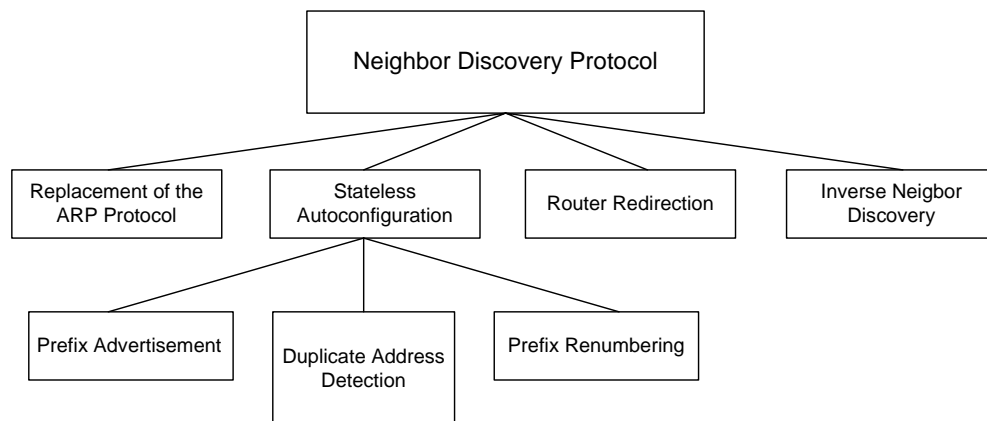 Neighbor Discovery Protocol
Replacement of the
ARP Protocol
Stateless
Autoconfiguration
Router Redirection
Inverse Neigbor
Discovery
Prefix Advertisement
Duplicate Address
Detection
Prefix Renumbering